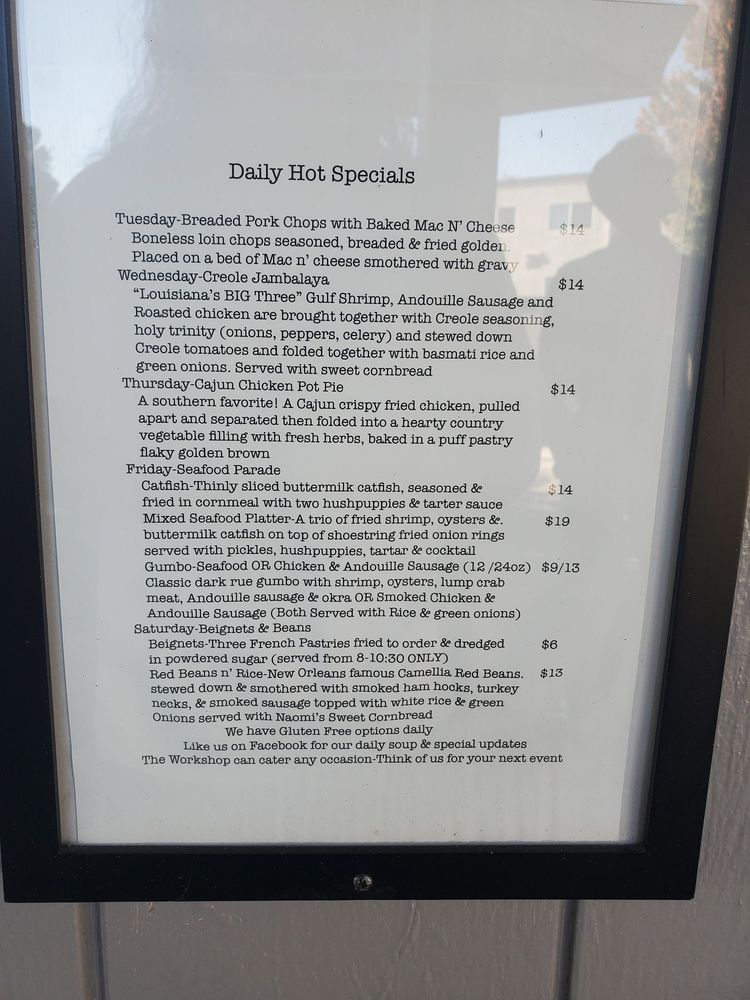 Daily Hot Specials
Tuesday-Breaded Pork Chops with Baked Mac N' Cheese $14
Boneless loin chops seasoned, breaded & fried golden.
Placed on a bed of Mac n' cheese smothered with gravy
Wednesday-Creole Jambalaya $14
“Louisiana's BIG Three” Gulf Shrimp, Andouille Sausage and
Roasted chicken are brought together with Creole seasoning,
holy trinity (onions, peppers, celery) and stewed down
Creole tomatoes and folded together with basmati rice and
green onions. Served with sweet cornbread
Thursday-Cajun Chicken Pot Pie $14
A southern favorite! A Cajun crispy fried chicken, pulled
apart and separated then folded into a hearty country
vegetable filling with fresh herbs, baked in a puff pastry
flaky golden brown
Friday-Seafood Parade
Catfish-Thinly sliced buttermilk catfish, seasoned & $14
fried in cornmeal with two hushpuppies & tarter sauce
Mixed Seafood Platter-A trio of fried shrimp, oysters &. $19
buttermilk catfish on top of shoestring fried onion rings
served with pickles, hushpuppies, tartar & cocktail
Gumbo-Seafood OR Chicken & Andouille Sausage (12 /24oz) $9/13
Classic dark rue gumbo with shrimp, oysters, lump crab
meat, Andouille sausage & okra OR Smoked Chicken &
Andouille Sausage (Both Served with Rice & green onions)
Saturday-Beignets & Beans
Beignets-Three French Pastries fried to order & dredged $6
in powdered sugar (served from 8-10:30 ONLY)
Red Beans n' Rice-New Orleans famous Camellia Red Beans. $13
stewed down & smothered with smoked ham hocks, turkey
necks, & smoked sausage topped with white rice & green
Onions served with Naomi's Sweet Cornbread
We have Gluten Free options daily
Like us on Facebook for our daily soup & special updates
The Workshop can cater any occasion-Think of us for your next event